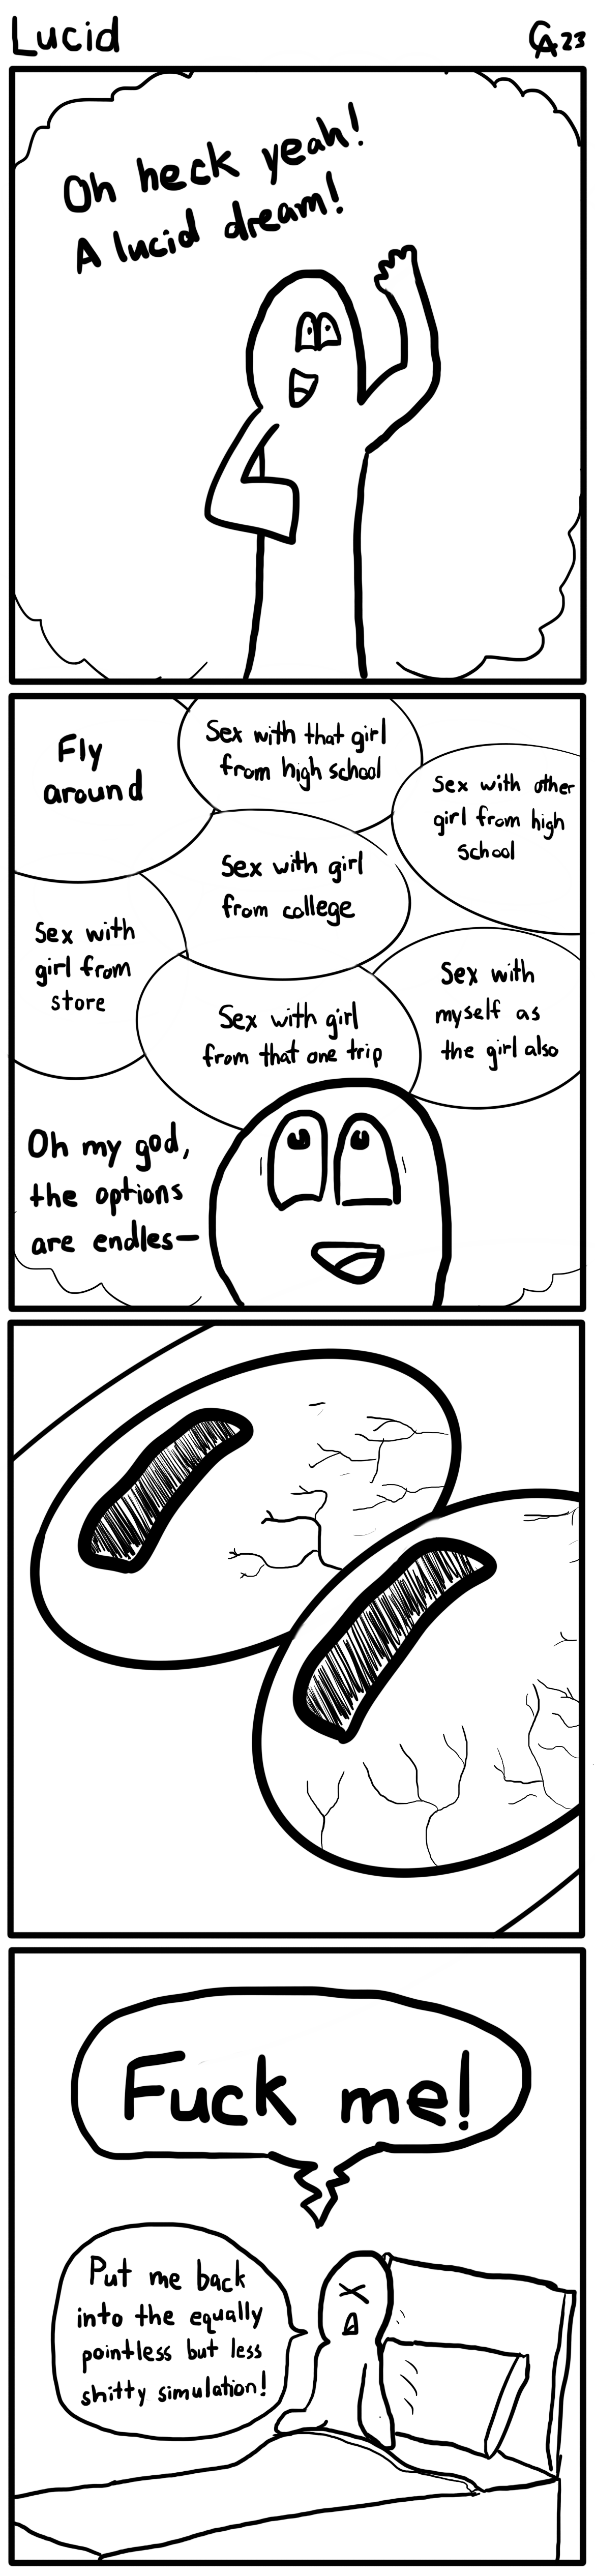 Lucid
CA 23
Oh heck yeah!
A lucid dream!
Fly
around
Sex with that girl
from high school
Sex with other
girl from high
school
Sex with girl
from college
Sex with
girl from
store
Sex with girl
from that one trip
Sex with
myself as
the girl also
Oh my god,
the options
are endles—
Fuck me!
Put me back
into the equally
pointless but less
shitty simulation!